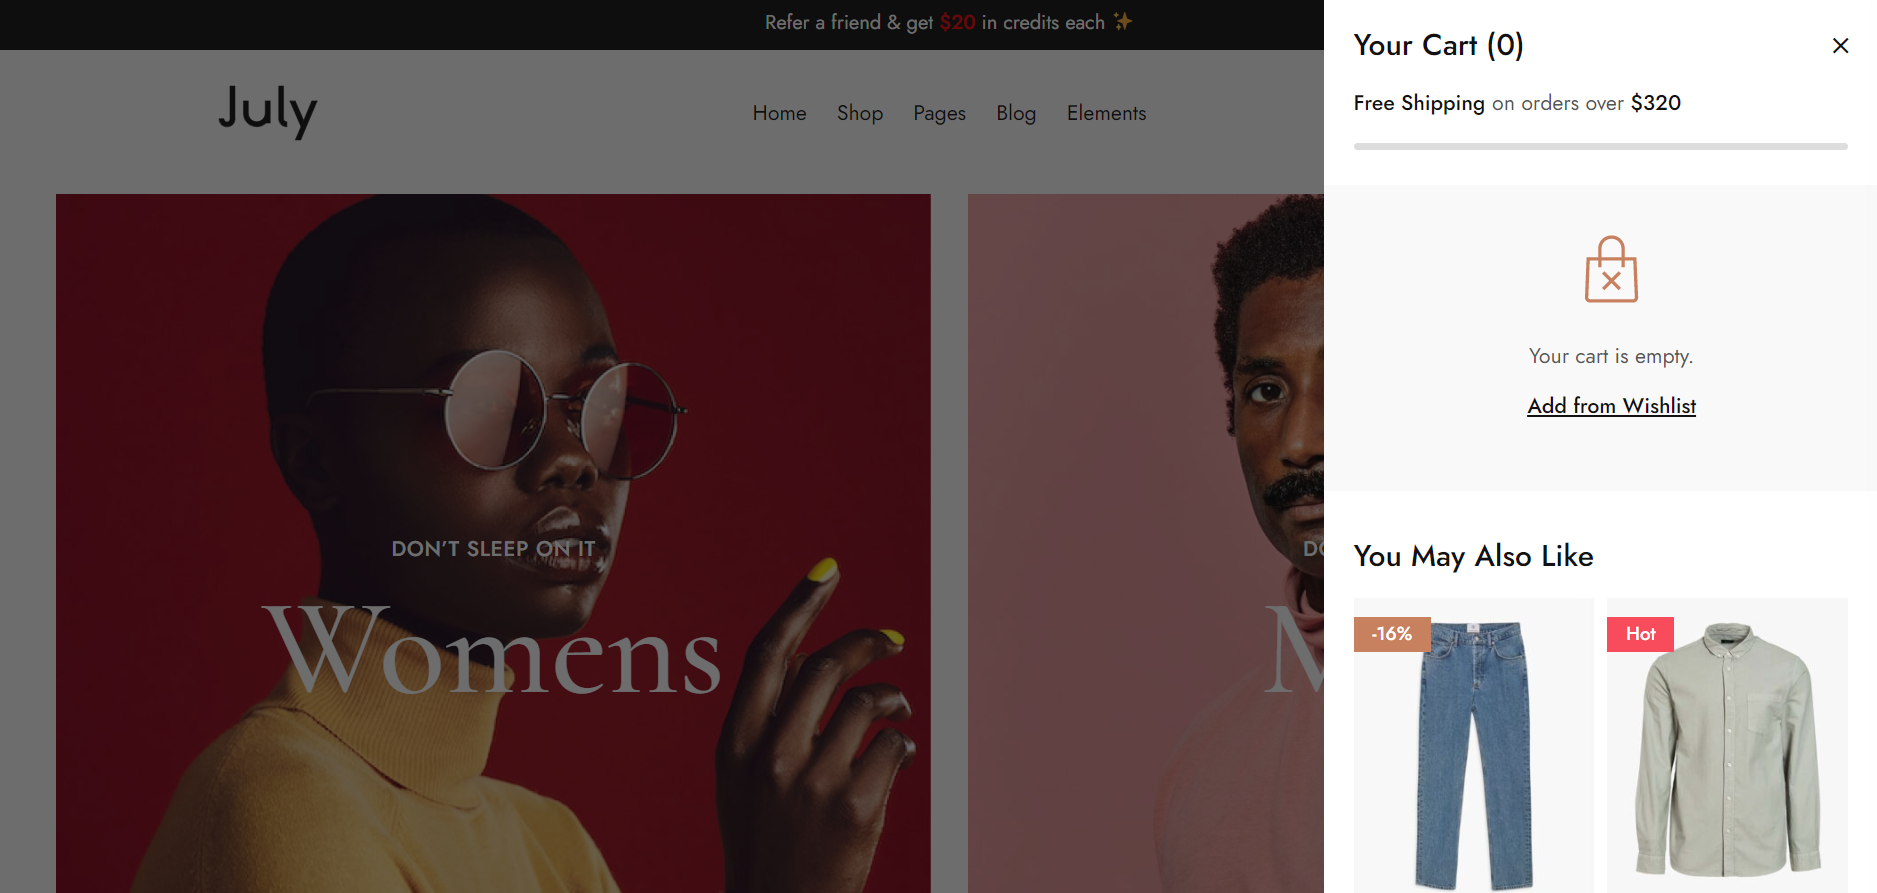 Refer a friend & get $20 in credits each ✨
July
Home Shop Pages Blog Elements
DON'T SLEEP ON IT
Womens
Your Cart (0)
Free Shipping on orders over $320
Your cart is empty.
Add from Wishlist
You May Also Like
-16%
Hot